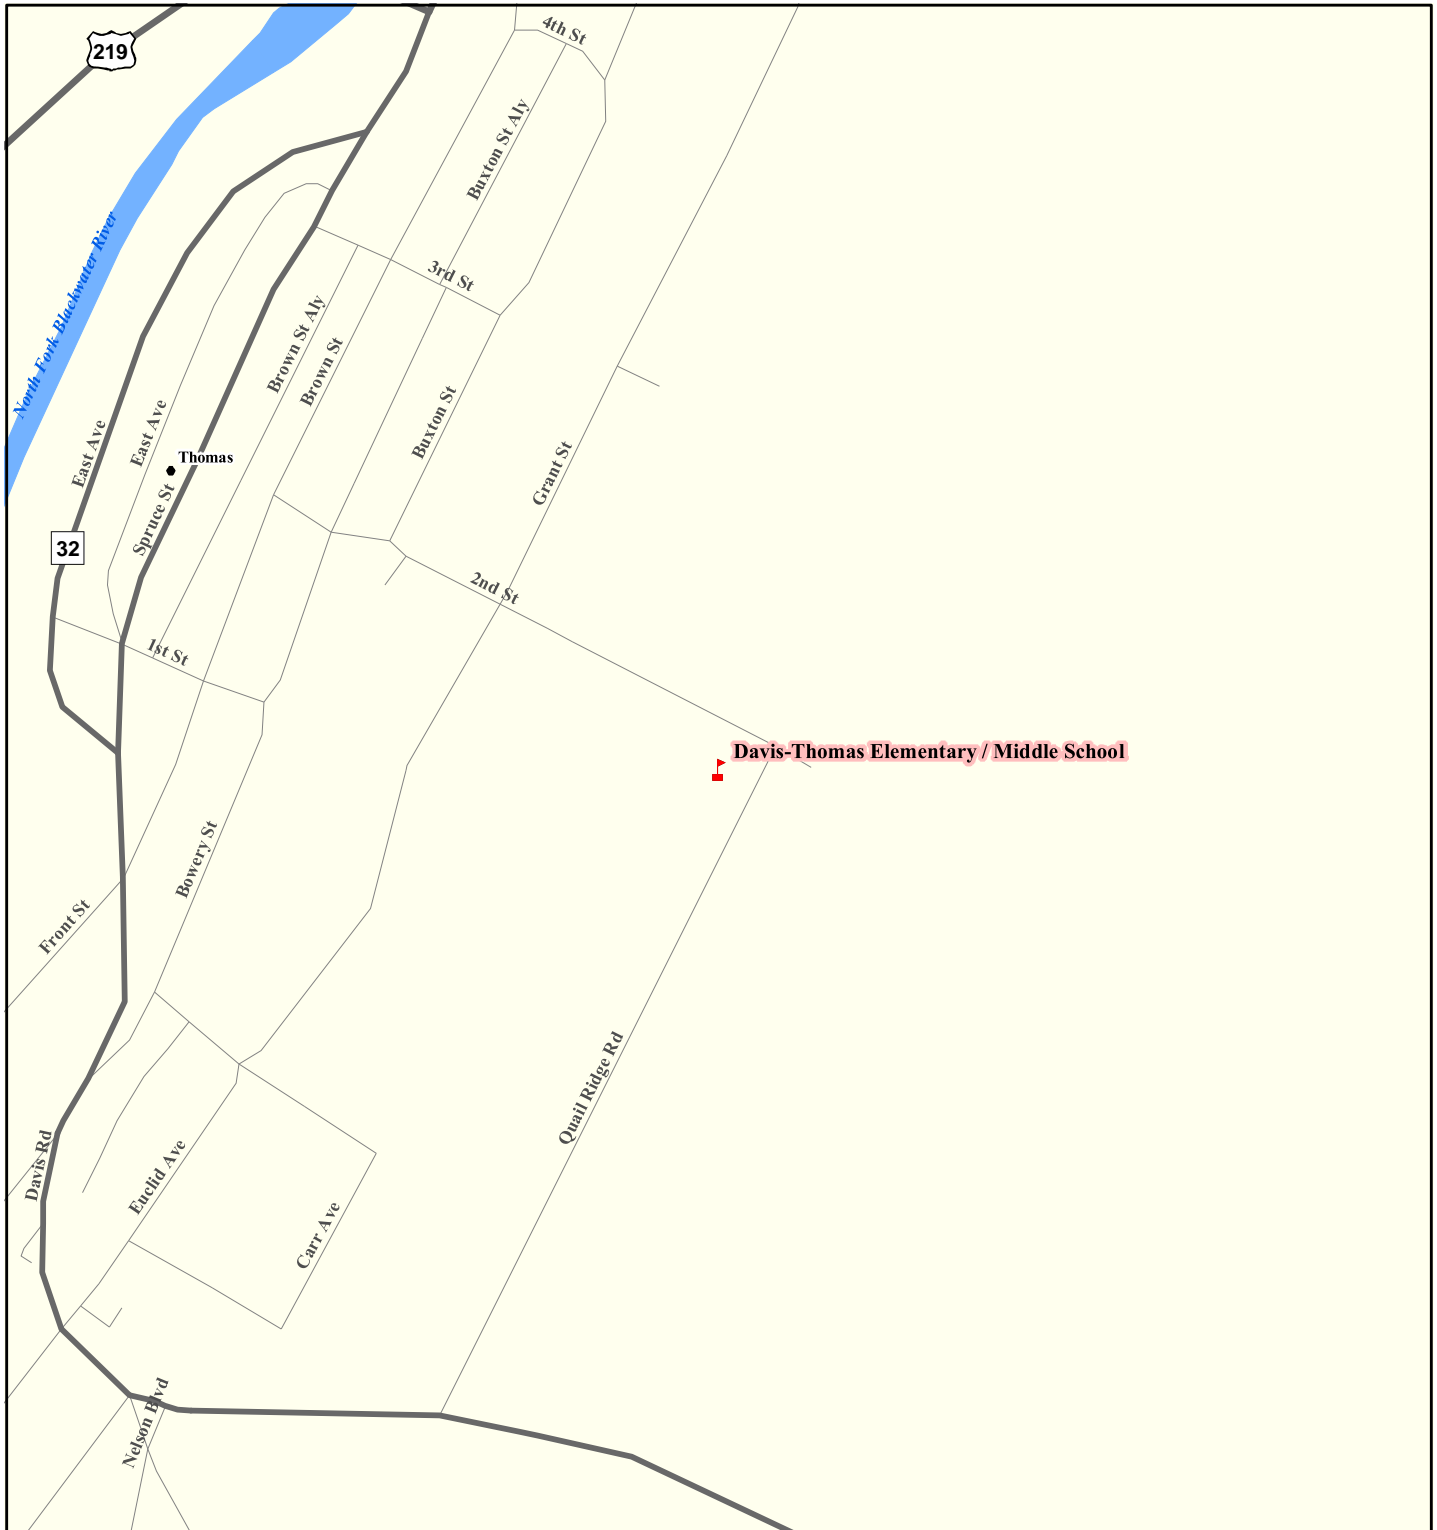 4th St
219
Buxton St Aly
North Fork Blackwater River
3rd St
Brown St Aly
Brown St
Buxton St
East Ave
East Ave
Thomas
Grant St
Spruce St
32
2nd St
1st St
Davis-Thomas Elementary / Middle School
Bowery St
Front St
Quail Ridge Rd
Davis Rd
Euclid Ave
Carr Ave
Nelson Blvd